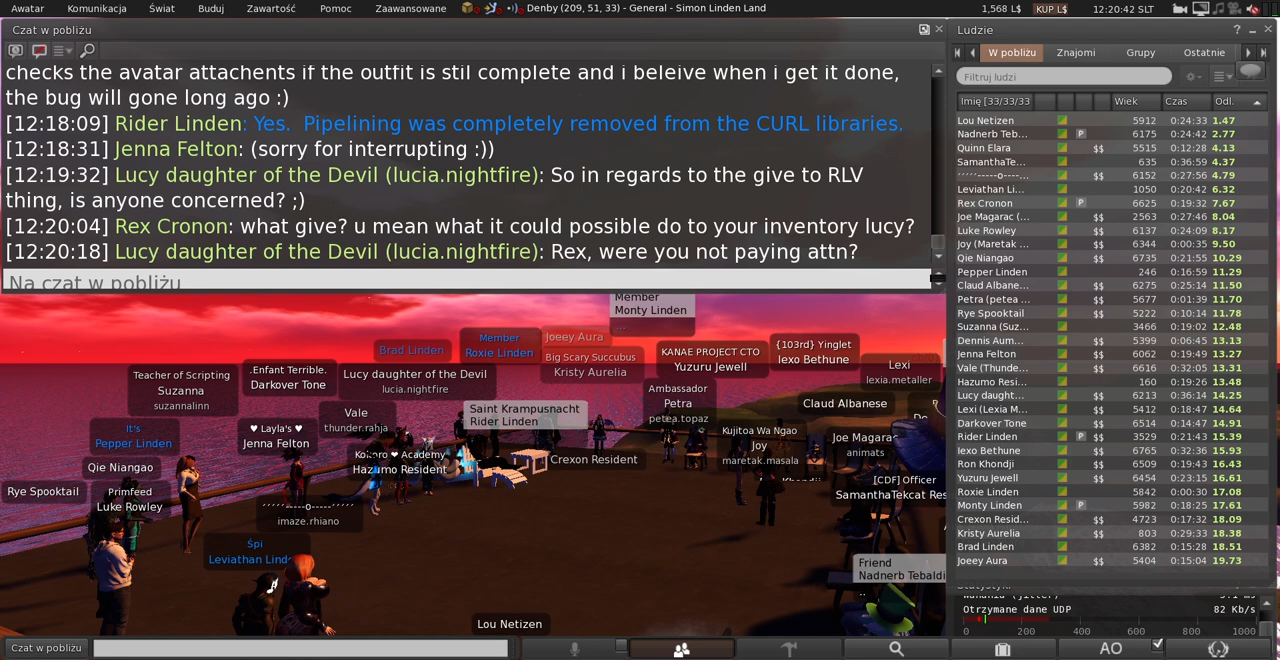 Awatar Komunikacja Świat Buduj Zawartość Pomoc Zaawansowane Denby (209, 51, 33) - General - Simon Linden Land 1,568 L$ KUP L$ 12:20:42 SLT
Czat w pobliżu
checks the avatar attachents if the outfit is stil complete and i beleive when i get it done,
the bug will gone long ago :)
[12:18:09] Rider Linden: Yes. Pipelining was completely removed from the CURL libraries.
[12:18:31] Jenna Felton: (sorry for interrupting :))
[12:19:32] Lucy daughter of the Devil (lucia.nightfire): So in regards to the give to RLV
thing, is anyone concerned? ;)
[12:20:04] Rex Cronon: what give? u mean what it could possible do to your inventory lucy?
[12:20:18] Lucy daughter of the Devil (lucia.nightfire): Rex, were you not paying attn?
Na czat w pobliżu
Member
Monty Linden
...
Brad Linden
Member
Roxie Linden
Joeey Aura
Big Scary Succubus
Kristy Aurelia
KANAE PROJECT CTO
Yuzuru Jewell
{103rd} Yinglet
Iexo Bethune
Lexi
lexia.metaller
Teacher of Scripting
Suzanna
suzannalinn
.Enfant Terrible.
Darkover Tone
Lucy daughter of the Devil
lucia.nightfire
Ambassador
Petra
petea.topaz
Claud Albanese
Vale
thunder.rahja
Saint Krampusnacht
Rider Linden
It's
Pepper Linden
♥ Layla's ♥
Jenna Felton
Kokoro ♥ Academy
Hazumo Resident
Crexon Resident
Kujitoa Wa Ngao
Joy
maretak.masala
Joe Magarac
animats
Qie Niangao
Rye Spooktail
Primfeed
Luke Rowley
[CDF] Officer
SamanthaTekcat Res
'''''-----o----'''''
imaze.rhiano
Śpi
Leviathan Linde
Friend
Nadnerb Tebaldi
Lou Netizen
Czat w pobliżu
Ludzie
W pobliżu Znajomi Grupy Ostatnie
Filtruj ludzi
Imię [33/33/33 Wiek Czas Odl.
Lou Netizen 5912 0:24:33 1.47
Nadnerb Teb... P 6175 0:24:42 2.77
Quinn Elara $$ 5515 0:12:28 4.13
SamanthaTe... 635 0:36:59 4.37
'''''-----o----... $$ 6152 0:27:56 4.79
Leviathan Li... 1050 0:20:42 6.32
Rex Cronon P 6625 0:19:32 7.67
Joe Magarac (... $$ 2563 0:27:46 8.04
Luke Rowley $$ 6137 0:24:09 8.17
Joy (Maretak ... $$ 6344 0:00:35 9.50
Qie Niangao $$ 6735 0:21:55 10.29
Pepper Linden 246 0:16:59 11.29
Claud Albane... $$ 6275 0:25:14 11.50
Petra (petea ... $$ 5677 0:01:39 11.70
Rye Spooktail $$ 5222 0:10:14 11.78
Suzanna (Suz... 3466 0:19:02 12.48
Dennis Aum... $$ 5399 0:06:45 13.13
Jenna Felton $$ 6062 0:19:49 13.27
Vale (Thunde... $$ 6616 0:32:05 13.31
Hazumo Resi... 160 0:19:26 13.48
Lucy daught... $$ 6213 0:36:14 14.25
Lexi (Lexia M... $$ 5412 0:18:47 14.64
Darkover Tone $$ 6514 0:14:47 14.91
Rider Linden P $$ 3529 0:21:43 15.39
Iexo Bethune $$ 6765 0:32:36 15.93
Ron Khondji $$ 6509 0:19:43 16.43
Yuzuru Jewell $$ 6454 0:23:15 16.61
Roxie Linden 5842 0:00:30 17.08
Monty Linden P 5982 0:18:25 17.61
Crexon Resid... $$ 4723 0:17:32 18.09
Kristy Aurelia $$ 803 0:29:33 18.38
Brad Linden 6382 0:15:28 18.51
Joeey Aura $$ 5404 0:15:04 19.73
Otrzymane dane UDP 82 Kb/s
0 200 400 600 800 1000
AO